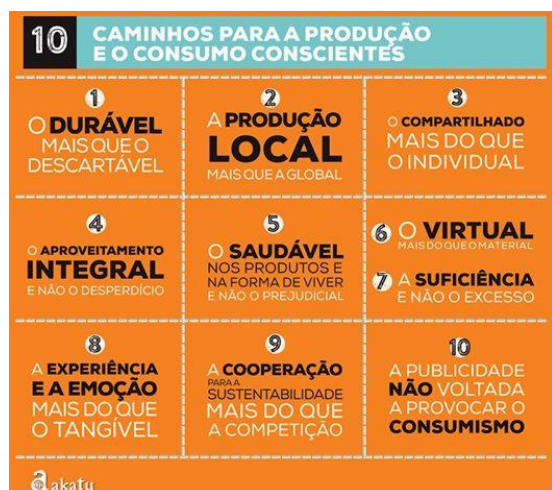 10 CAMINHOS PARA A PRODUÇÃO
E O CONSUMO CONSCIENTES
1
O DURÁVEL
MAIS QUE O
DESCARTÁVEL
2
A PRODUÇÃO
LOCAL
MAIS QUE A GLOBAL
3
O COMPARTILHADO
MAIS DO QUE
O INDIVIDUAL
4
O APROVEITAMENTO
INTEGRAL
E NÃO O DESPERDÍCIO
5
O SAUDÁVEL
NOS PRODUTOS E
NA FORMA DE VIVER
E NÃO O PREJUDICIAL
6 O VIRTUAL
MAIS DO QUE O MATERIAL
7 A SUFICIÊNCIA
E NÃO O EXCESSO
8
A EXPERIÊNCIA
E A EMOÇÃO
MAIS DO QUE
O TANGÍVEL
9
A COOPERAÇÃO
PARA A
SUSTENTABILIDADE
MAIS DO QUE
A COMPETIÇÃO
10
A PUBLICIDADE
NÃO VOLTADA
A PROVOCAR O
CONSUMISMO
akatu